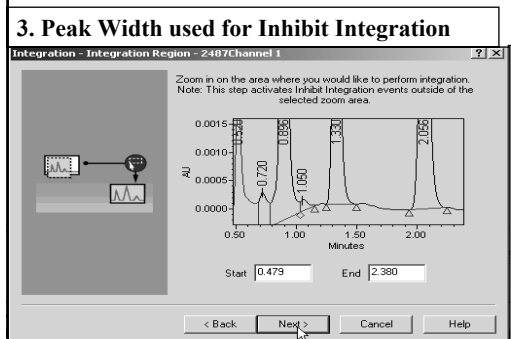 3. Peak Width used for Inhibit Integration
Integration - Integration Region - 2487Channel 1
Zoom in on the area where you would like to perform integration.
Note: This step activates Inhibit Integration events outside of the
selected zoom area.
0.520
0.720
0.896
1.050
1.330
2.056
0.0015
0.0010
0.0005
0.0000
AU
0.50 1.00 1.50 2.00
Minutes
Start 0.479 End 2.380
< Back Next > Cancel Help